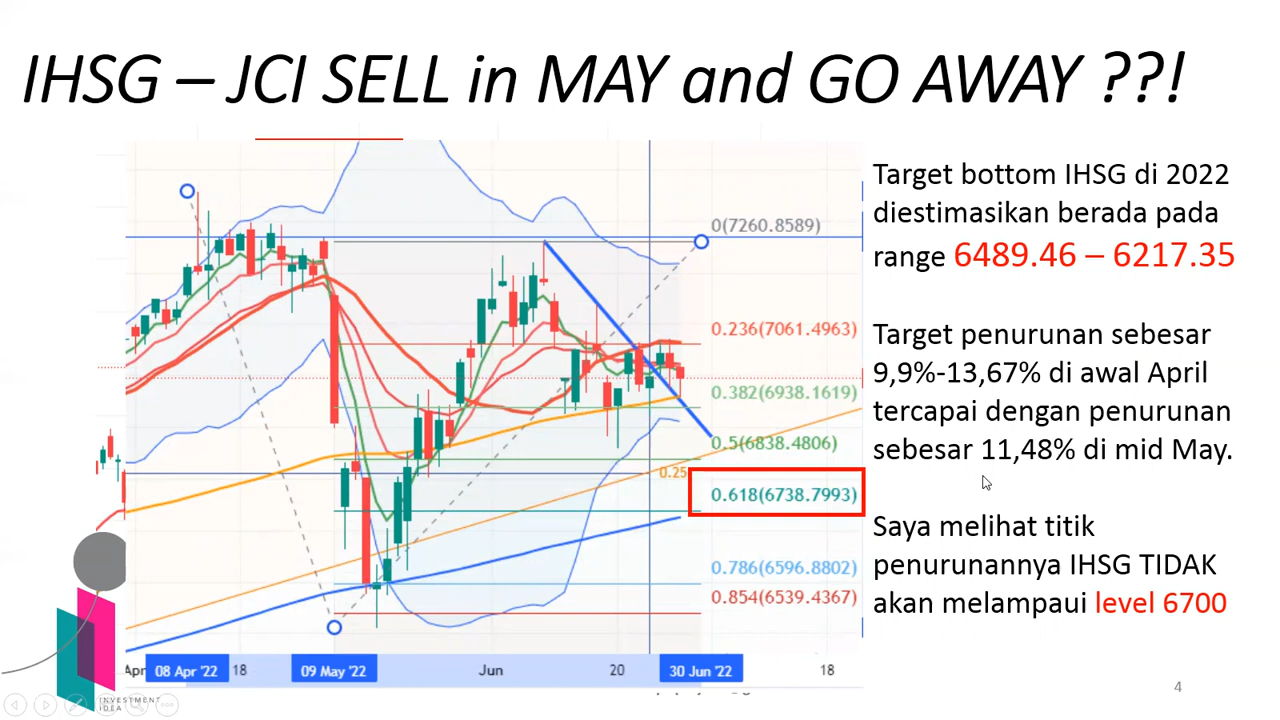 IHSG – JCI SELL in MAY and GO AWAY ??!
Target bottom IHSG di 2022
diestimasikan berada pada
range 6489.46 – 6217.35
Target penurunan sebesar
9,9%-13,67% di awal April
tercapai dengan penurunan
sebesar 11,48% di mid May.
Saya melihat titik
penurunannya IHSG TIDAK
akan melampaui level 6700
0(7260.8589)
0.236(7061.4963)
0.382(6938.1619)
0.5(6838.4806)
0.25
0.618(6738.7993)
0.786(6596.8802)
0.854(6539.4367)
Apr 08 Apr '22 18 09 May '22 Jun 20 30 Jun '22 18
INVESTMENT
IDEA
4